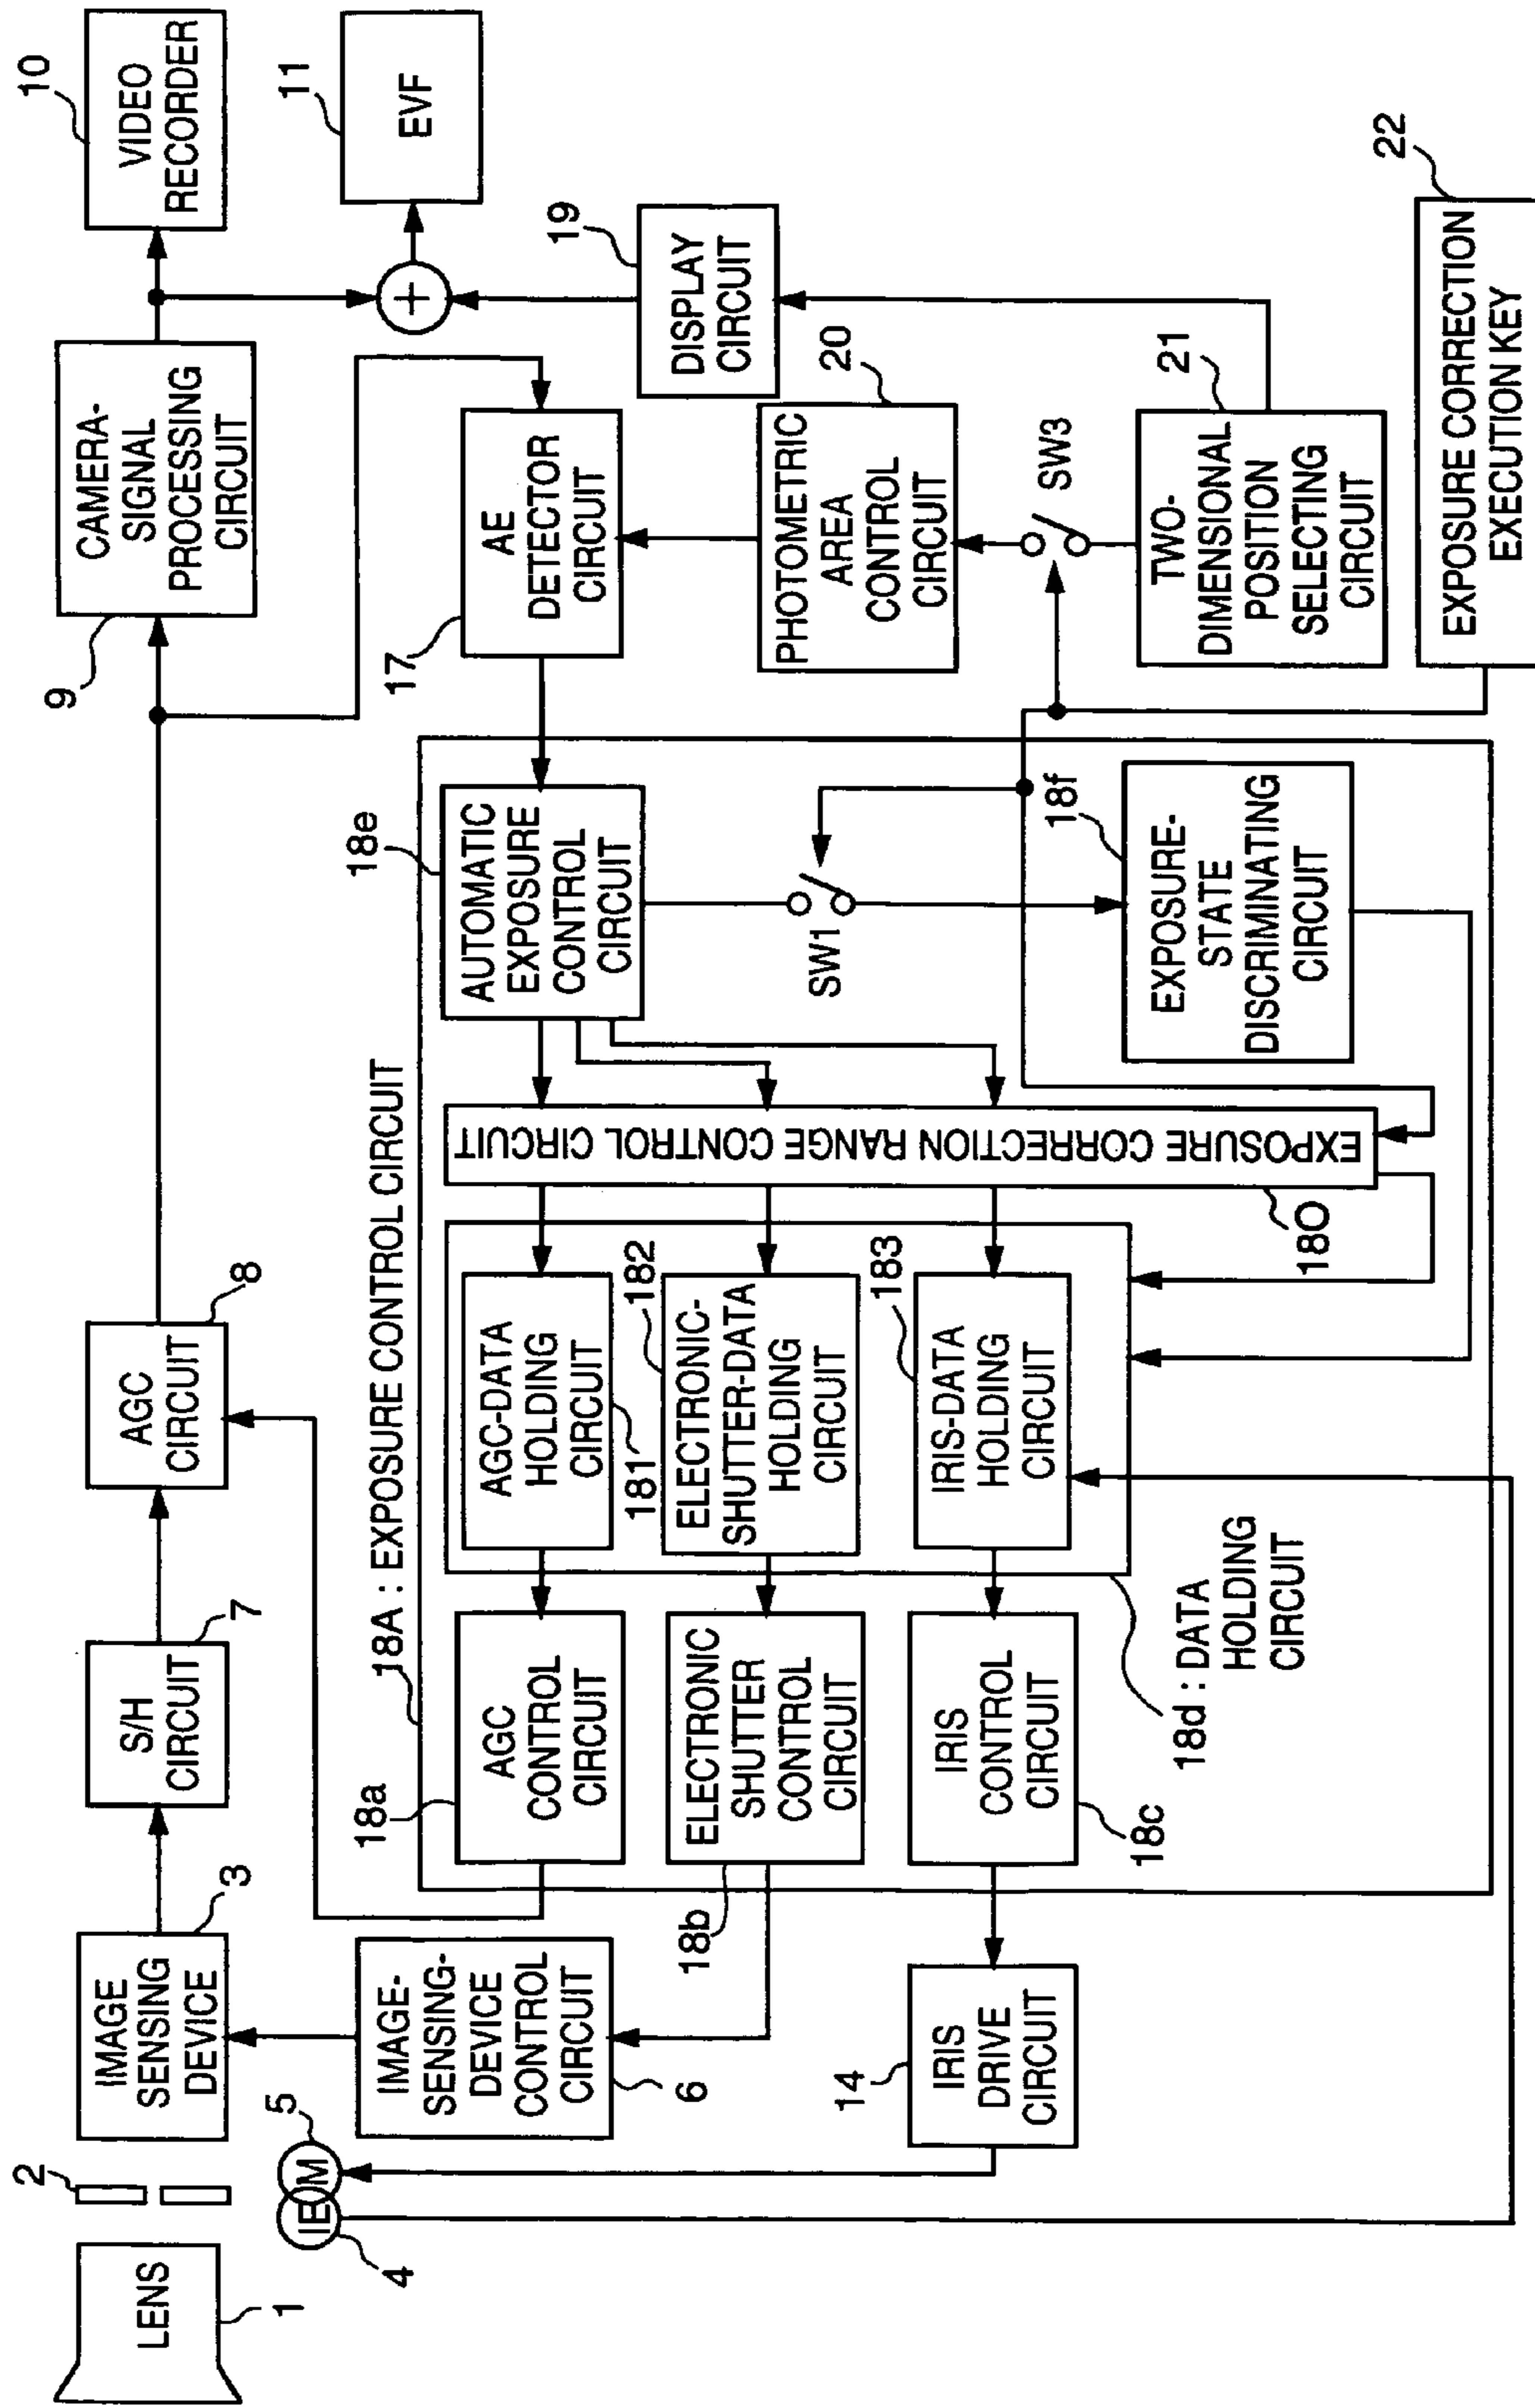 LENS
1
2
IMAGE
SENSING
DEVICE
3
S/H
CIRCUIT
7
AGC
CIRCUIT
8
9
CAMERA-
SIGNAL
PROCESSING
CIRCUIT
10
VIDEO
RECORDER
11
EVF
+
IE
4
M
5
IMAGE-
SENSING-
DEVICE
CONTROL
CIRCUIT
6
14
IRIS
DRIVE
CIRCUIT
18A : EXPOSURE CONTROL CIRCUIT
18a
AGC
CONTROL
CIRCUIT
18b
ELECTRONIC
SHUTTER
CONTROL
CIRCUIT
IRIS
CONTROL
CIRCUIT
18c
AGC-DATA
HOLDING
CIRCUIT
181
ELECTRONIC-
SHUTTER-DATA
HOLDING
CIRCUIT
182
IRIS-DATA
HOLDING
CIRCUIT
183
18d : DATA
HOLDING
CIRCUIT
EXPOSURE CORRECTION RANGE CONTROL CIRCUIT
180
18e
AUTOMATIC
EXPOSURE
CONTROL
CIRCUIT
SW1
18f
EXPOSURE-
STATE
DISCRIMINATING
CIRCUIT
17
AE
DETECTOR
CIRCUIT
19
DISPLAY
CIRCUIT
20
PHOTOMETRIC
AREA
CONTROL
CIRCUIT
SW3
21
TWO-
DIMENSIONAL
POSITION
SELECTING
CIRCUIT
22
EXPOSURE CORRECTION
EXECUTION KEY